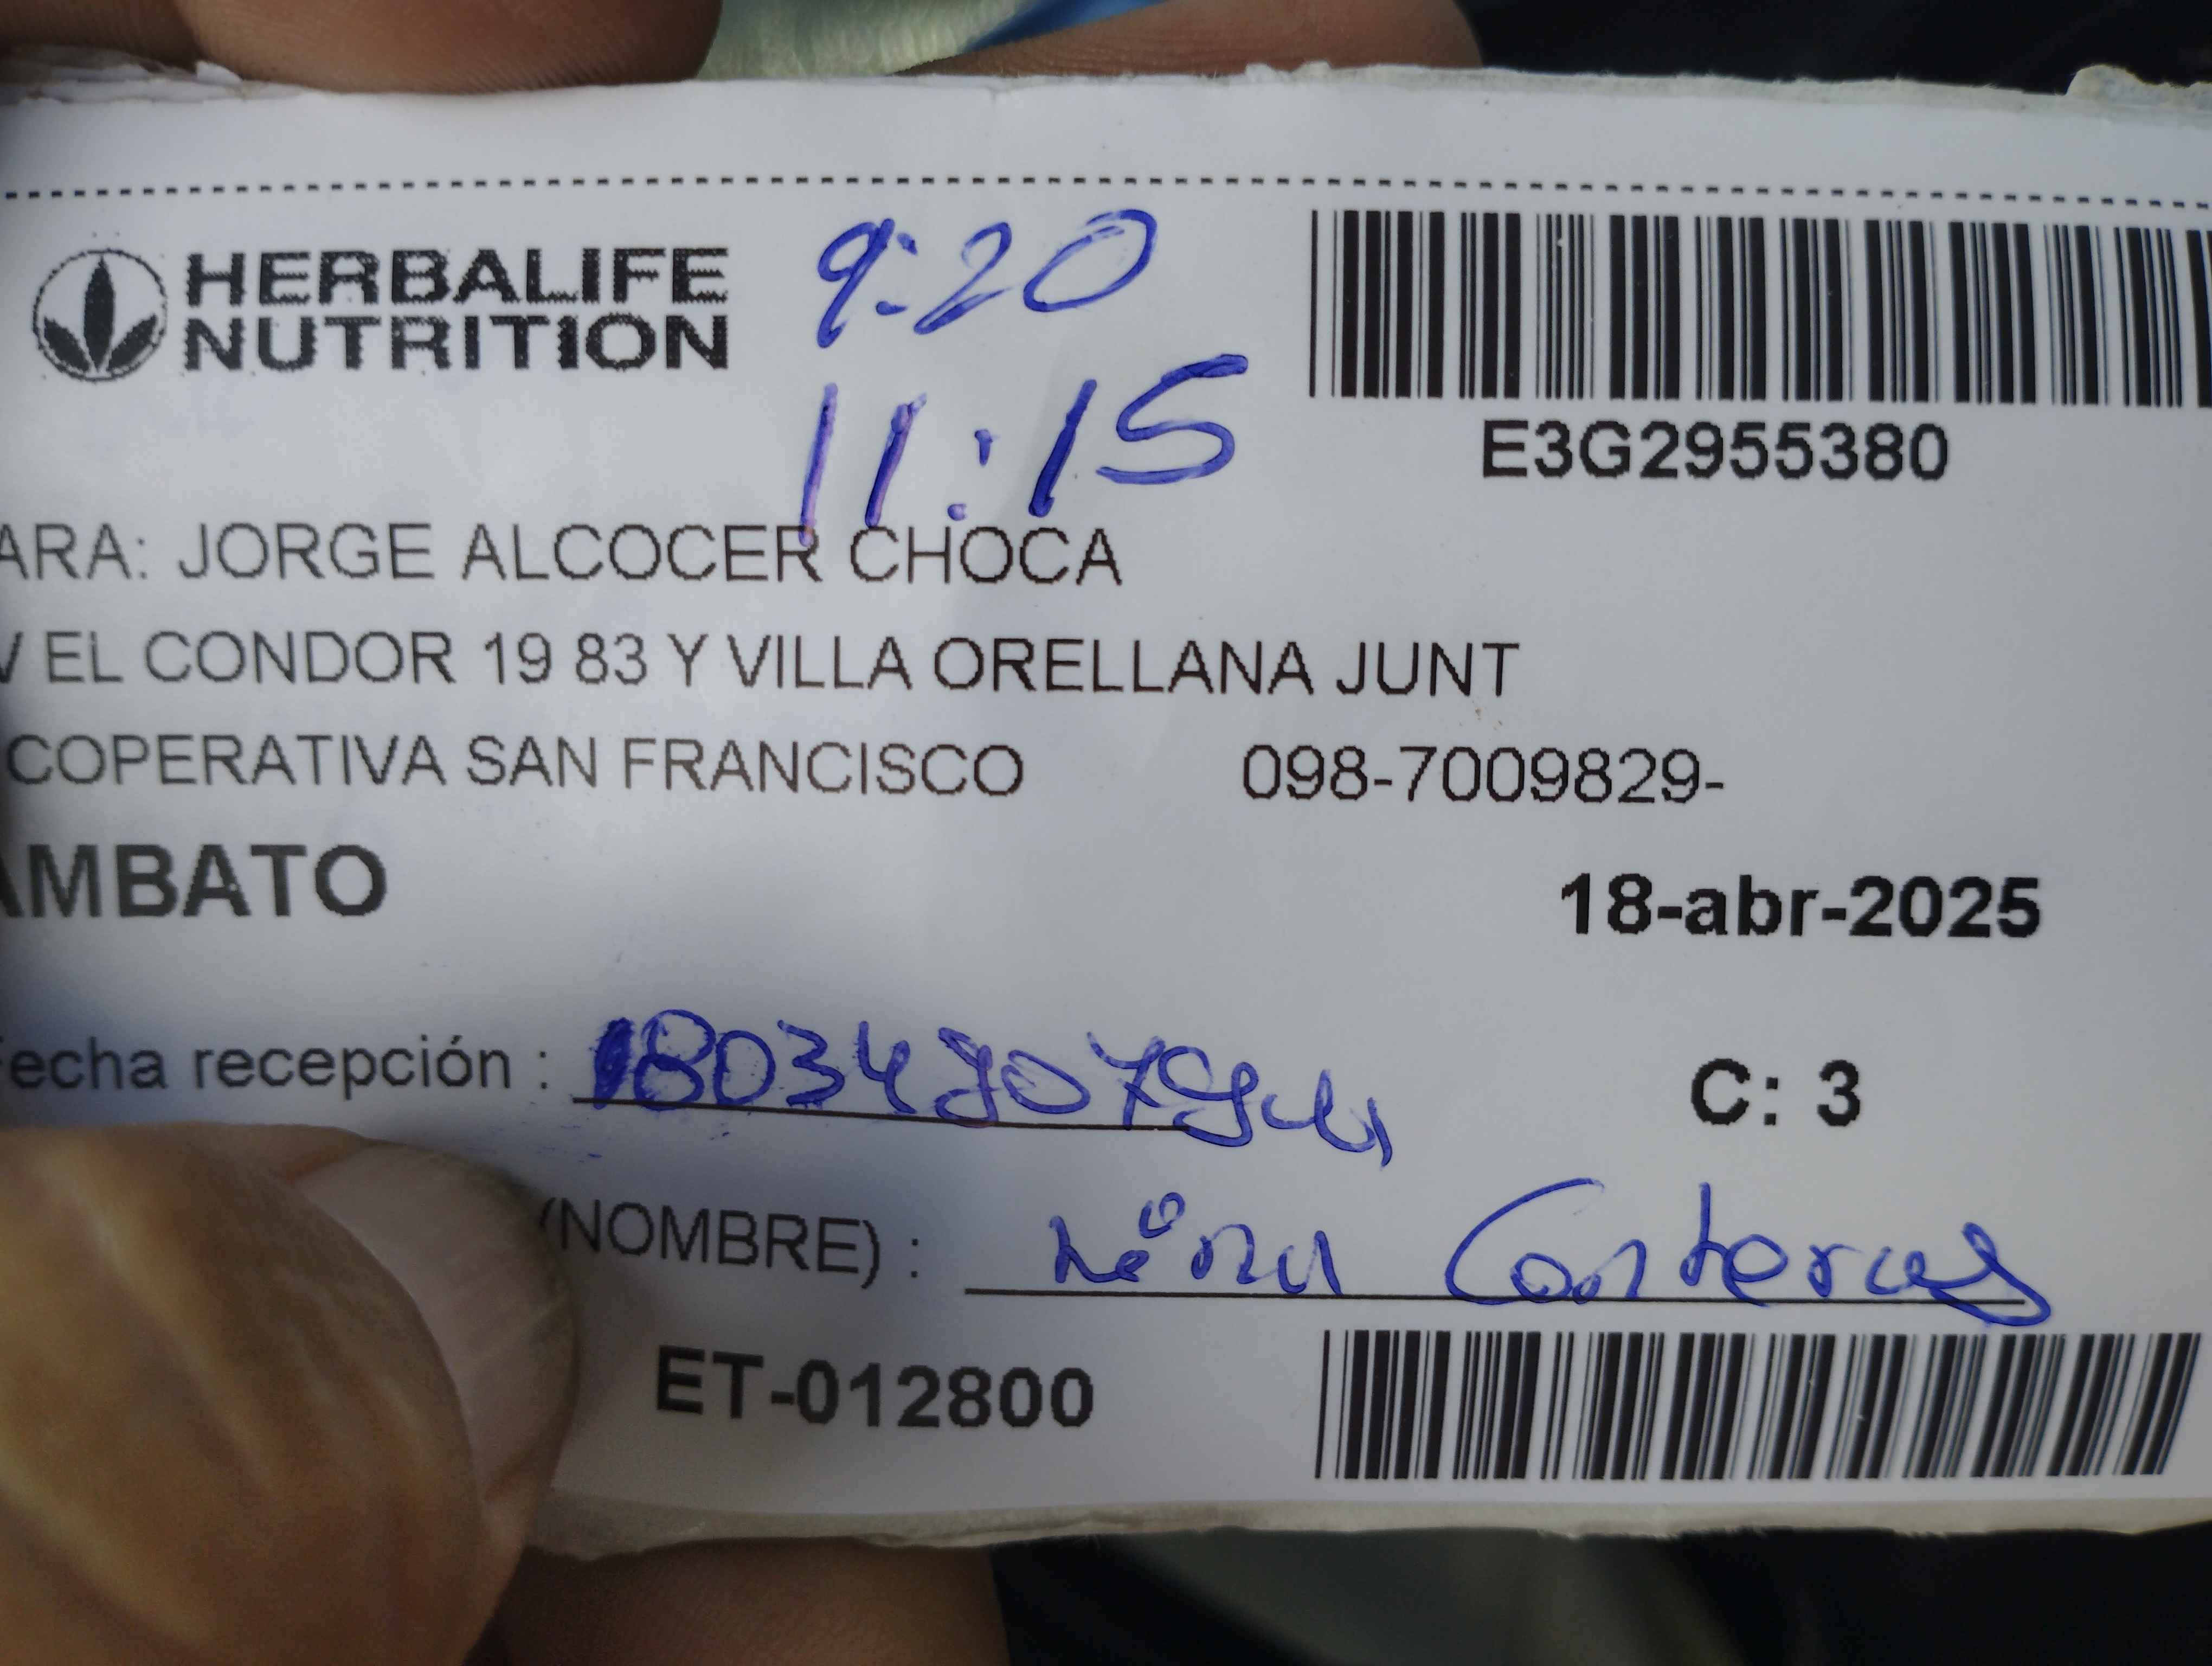 HERBALIFE
NUTRITION
9:20
11:15
E3G2955380
ARA: JORGE ALCOCER CHOCA
V EL CONDOR 19 83 Y VILLA ORELLANA JUNT
COPERATIVA SAN FRANCISCO 098-7009829-
AMBATO
18-abr-2025
Fecha recepción :
C: 3
(NOMBRE) :
ET-012800